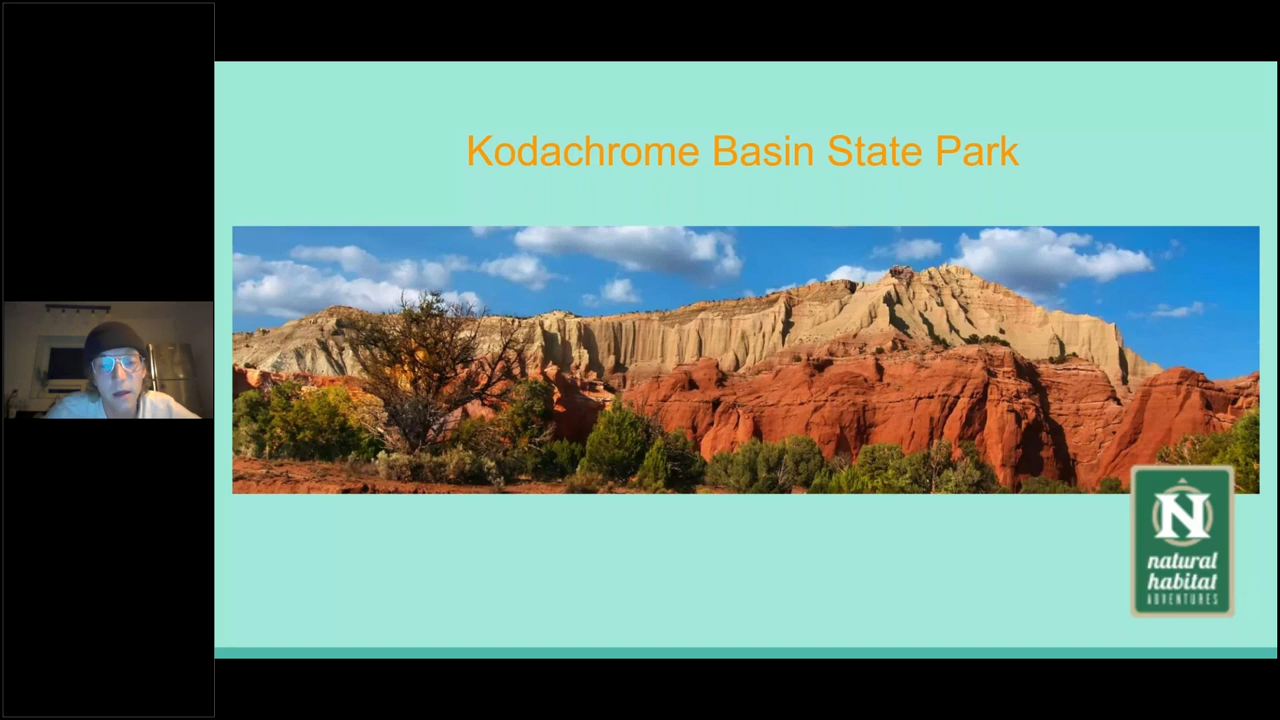 Kodachrome Basin State Park
N
natural
habitat
ADVENTURES